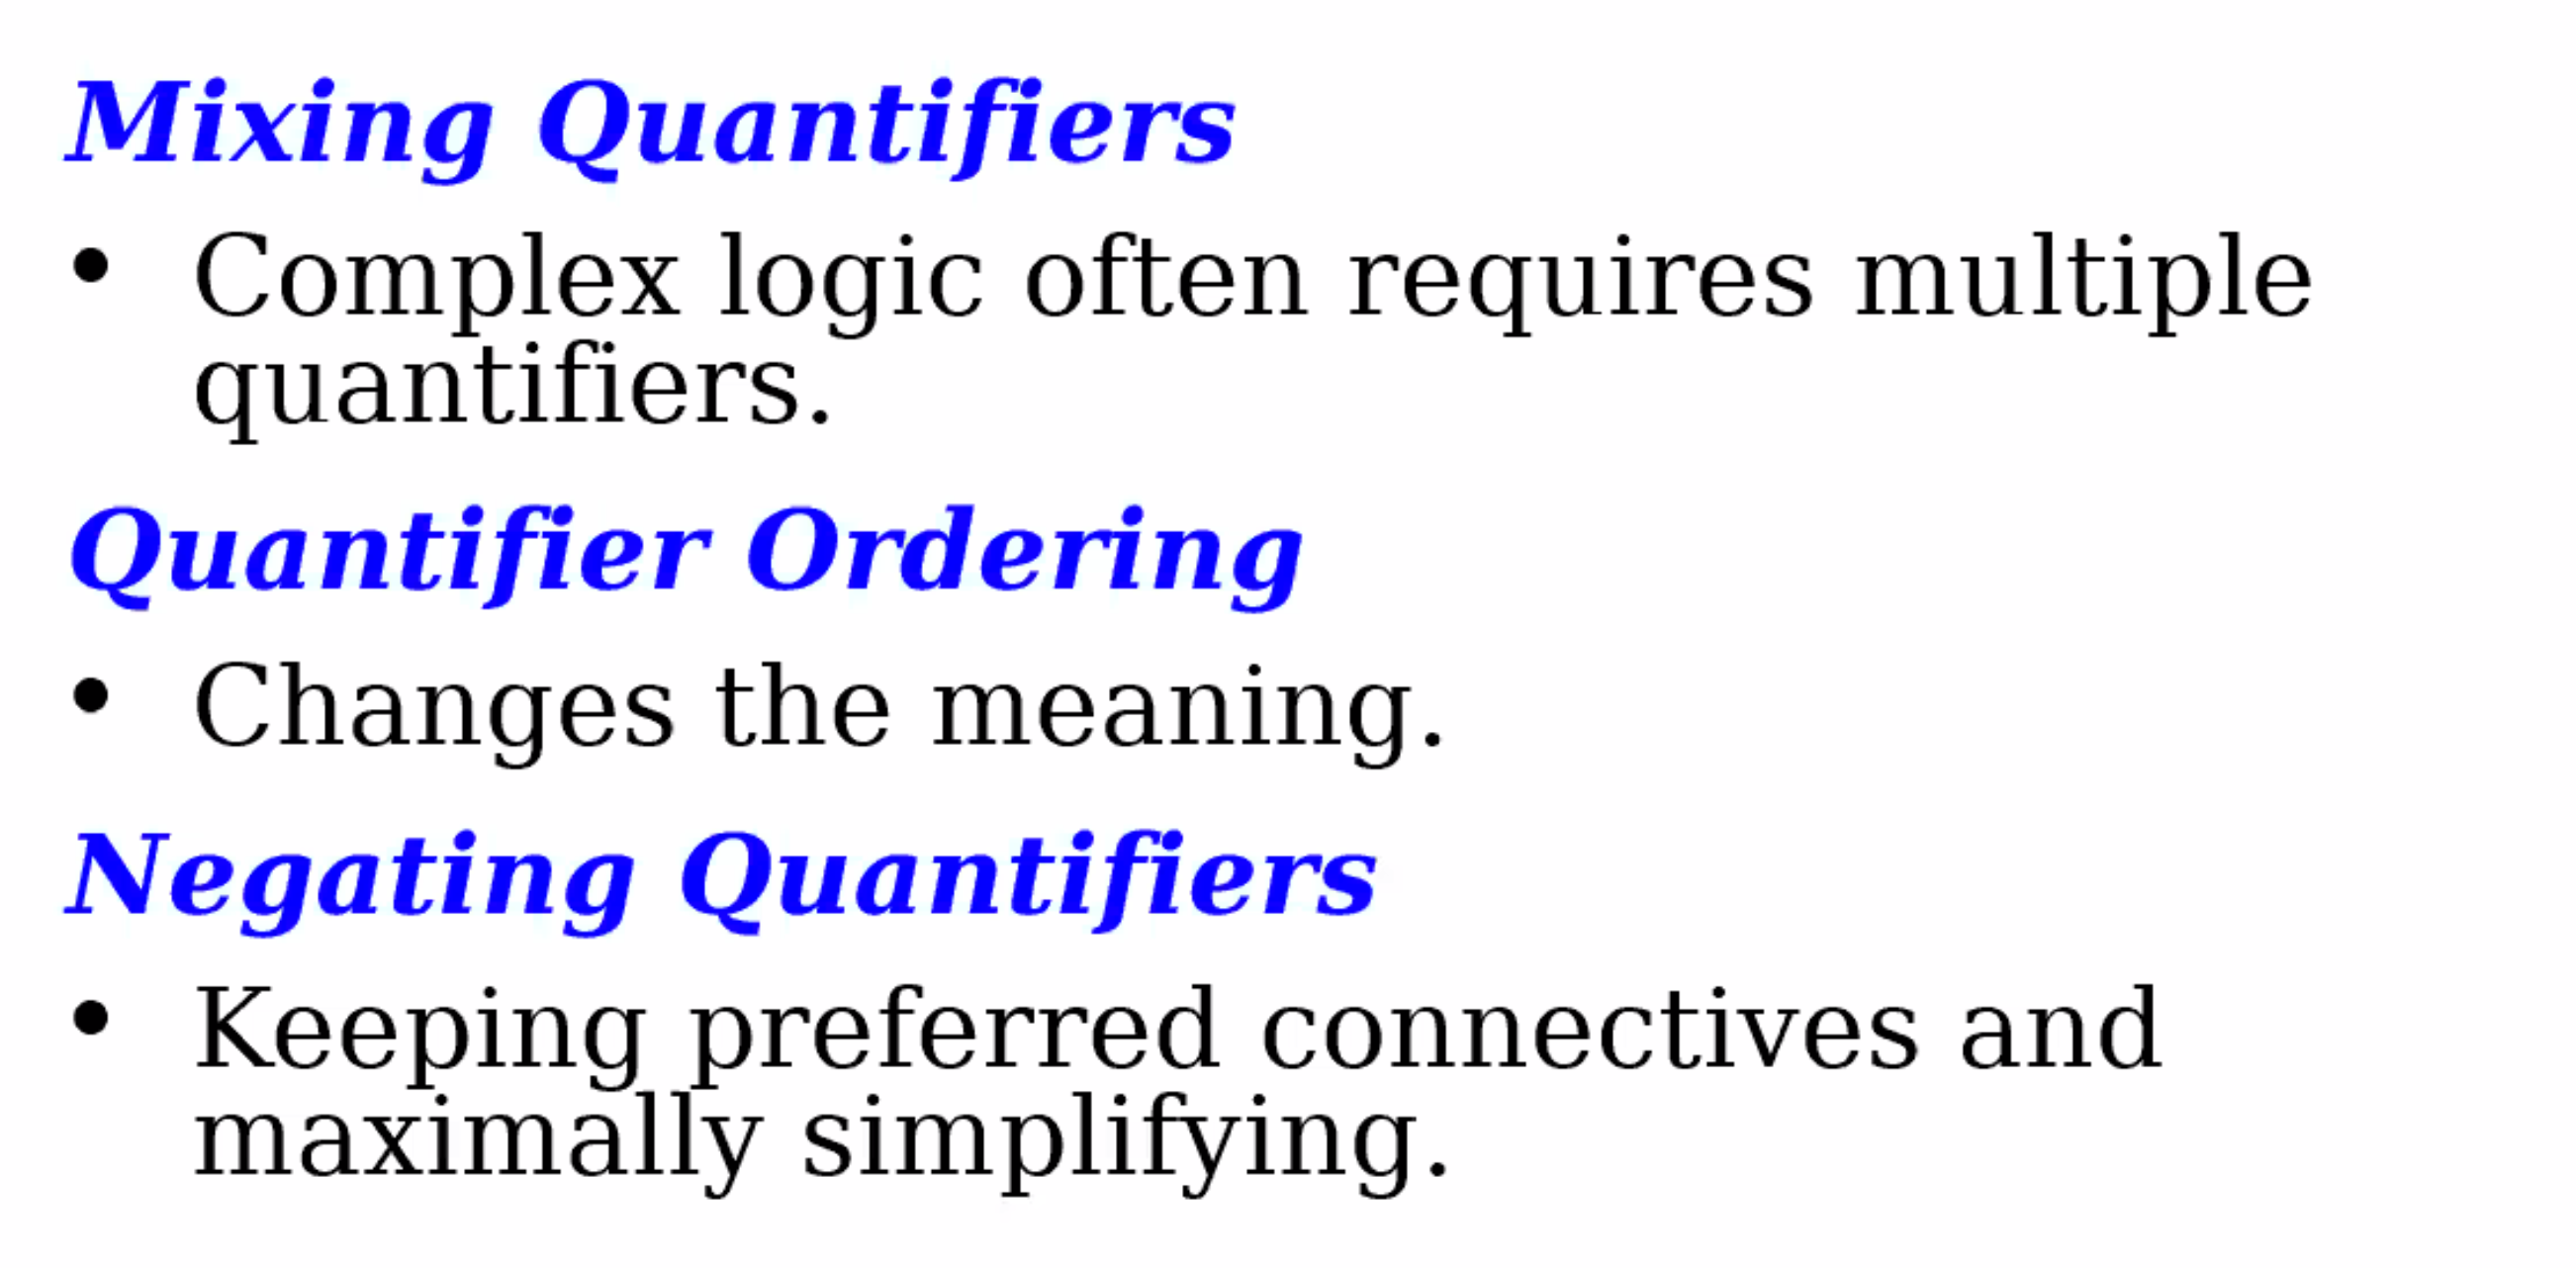 Mixing Quantifiers
• Complex logic often requires multiple
quantifiers.
Quantifier Ordering
• Changes the meaning.
Negating Quantifiers
• Keeping preferred connectives and
maximally simplifying.